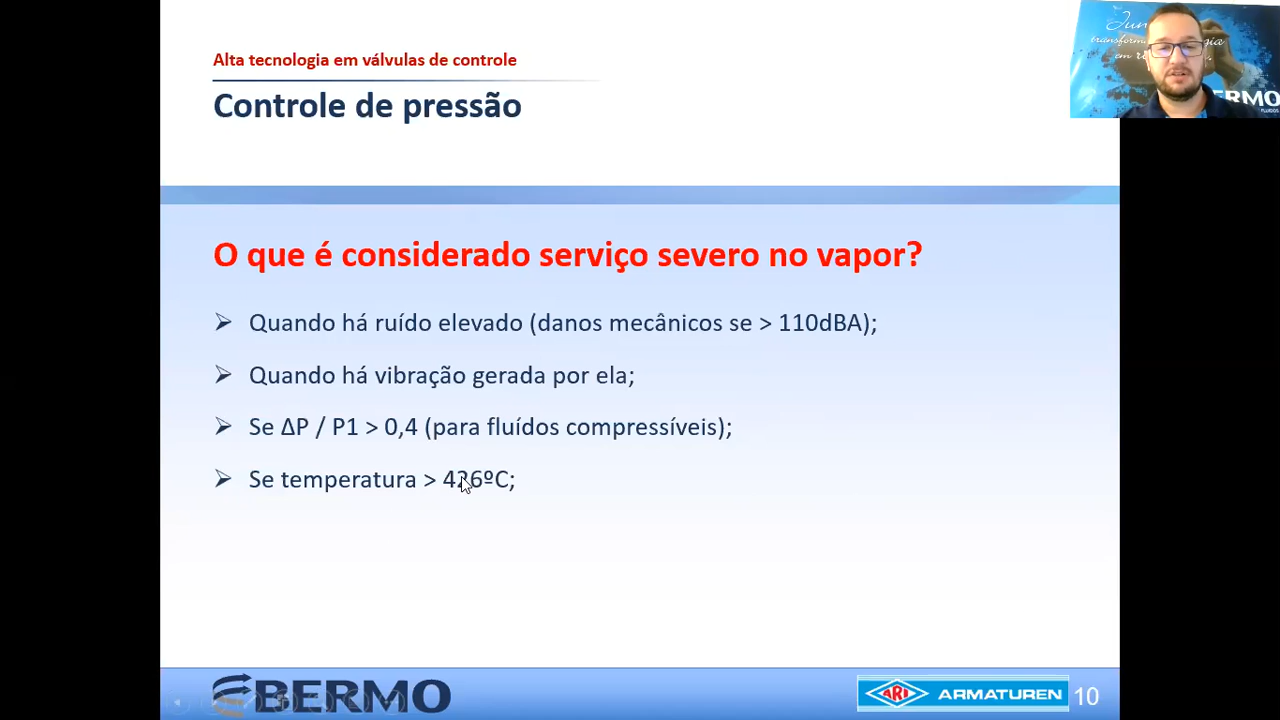 Alta tecnologia em válvulas de controle
Controle de pressão
O que é considerado serviço severo no vapor?
Quando há ruído elevado (danos mecânicos se > 110dBA);
Quando há vibração gerada por ela;
Se ΔP / P1 > 0,4 (para fluídos compressíveis);
Se temperatura > 426ºC;
BERMO
ARI ARMATUREN
10